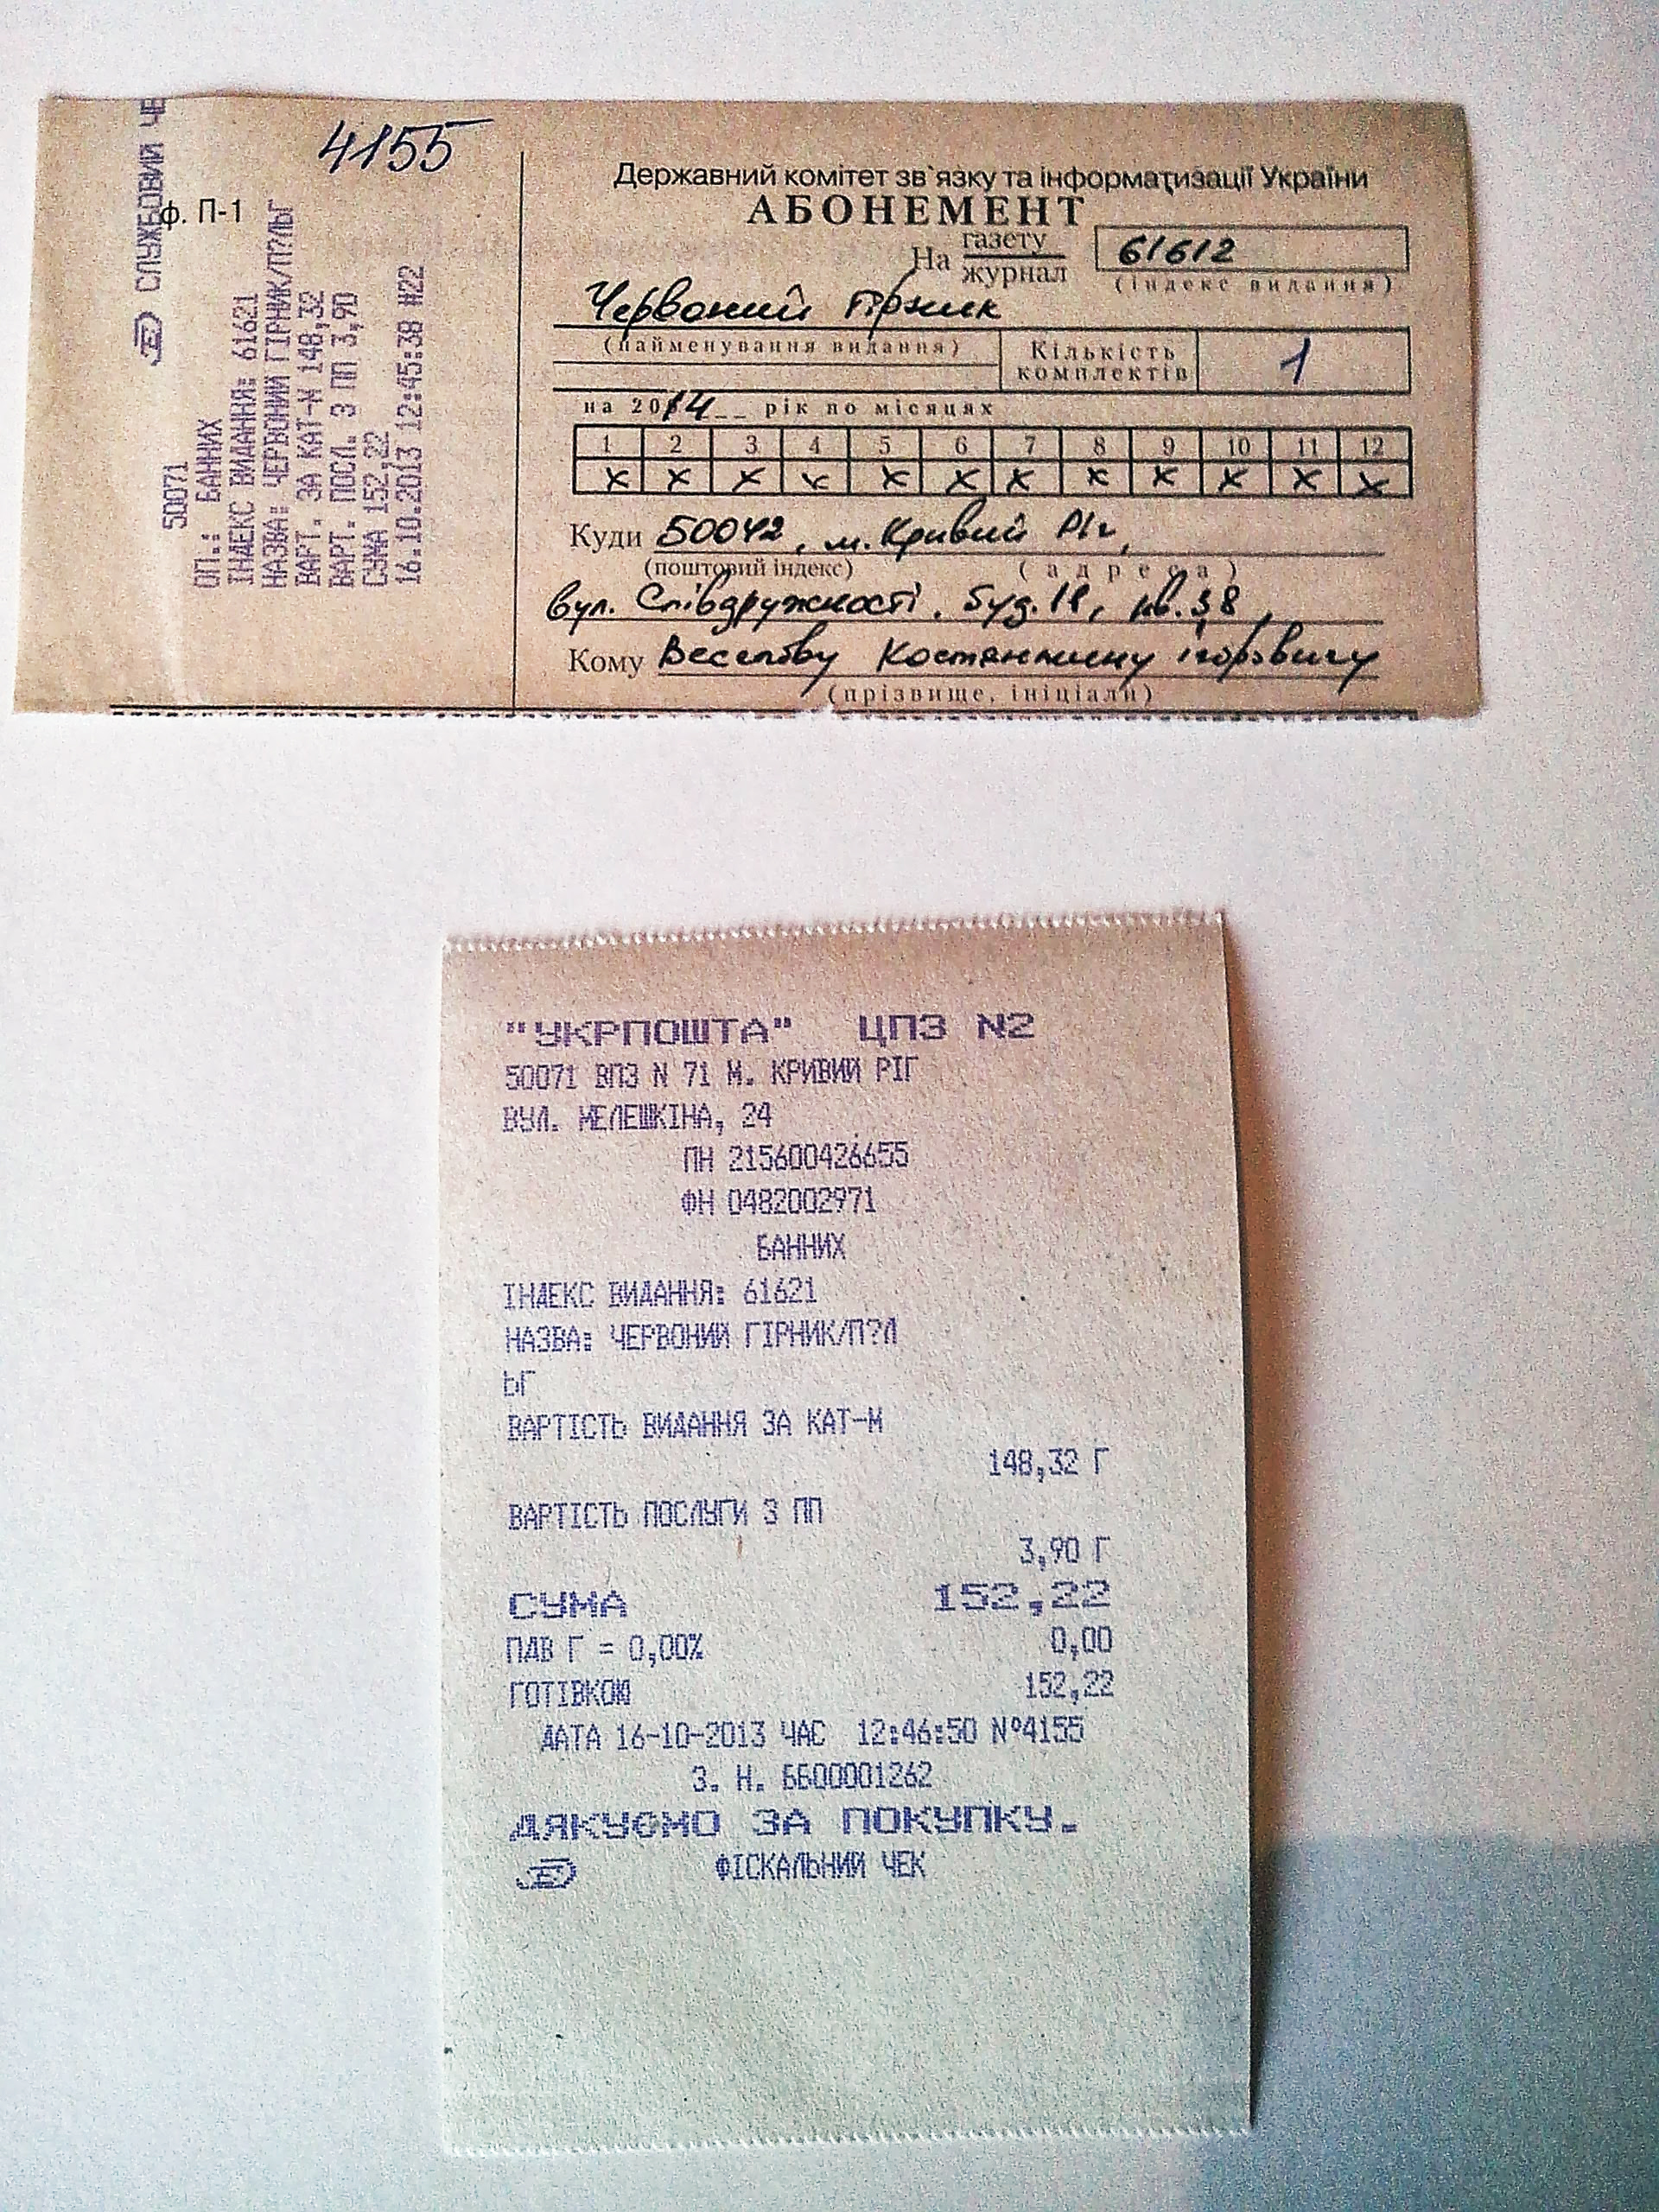 4155
ф. П-1
СЛУЖБОВИЙ ЧЕ
50071
ОП.: БАННИХ
ІНДЕКС ВИДАННЯ: 61621
НАЗВА: ЧЕРВОНИЙ ГІРНИК/П?ЛЬГ
ВАРТ. ЗА КАТ-М 148,32
ВАРТ. ПОСЛ. З ПП 3,90
СУМА 152,22
16.10.2013 12:45:38 #22
Державний комітет зв`язку та інформатизації України
АБОНЕМЕНТ
На газету
журнал
61612
(індекс видання)
Червоний гірник
(найменування видання)
Кількість
комплектів
1
на 2014__ рік по місяцях
1 2 3 4 5 6 7 8 9 10 11 12
х х х х х х х х х х х х
Куди 50042, м. Кривий Ріг,
(поштовий індекс) (адреса)
вул. Співдружності, буд. кв. 38,
Кому Веселову Костянтину Ігоровичу
(прізвище, ініціали)
"УКРПОШТА" ЦПЗ N2
50071 ВПЗ N 71 М. КРИВИЙ РІГ
ВУЛ. МЕЛЕШКІНА, 24
ПН 215600426655
ФН 0482002971
БАННИХ
ІНДЕКС ВИДАННЯ: 61621
НАЗВА: ЧЕРВОНИЙ ГІРНИК/П?Л
ЬГ
ВАРТІСТЬ ВИДАННЯ ЗА КАТ-М
148,32 Г
ВАРТІСТЬ ПОСЛУГИ З ПП
3,90 Г
СУМА 152,22
ПДВ Г = 0,00% 0,00
ГОТІВКОЮ 152,22
ДАТА 16-10-2013 ЧАС 12:46:50 №4155
З. Н. ББ00001262
ДЯКУЄМО ЗА ПОКУПКУ.
ФІСКАЛЬНИЙ ЧЕК